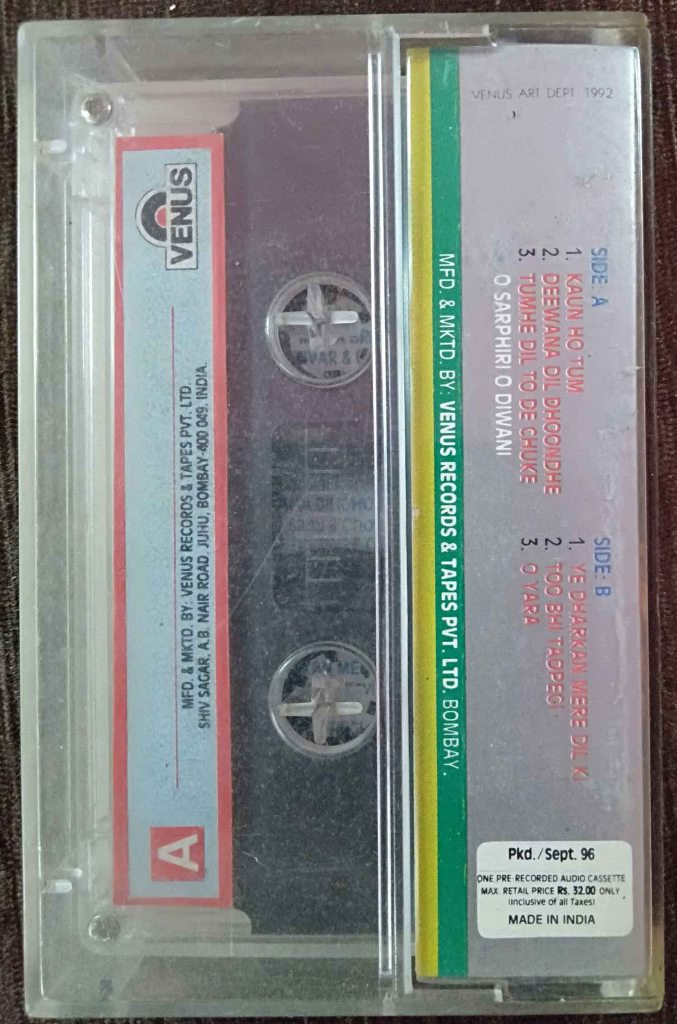 VENUS
MFD. & MKTD. BY: VENUS RECORDS & TAPES PVT. LTD.
SHIV SAGAR, A.B. NAIR ROAD, JUHU, BOMBAY-400 049. INDIA.
A
VENUS ART DEPT. 1992
SIDE: A
1. KAUN HO TUM
2. DEEWANA DIL DHOONDHE
3. TUMHE DIL TO DE CHUKE
O SARPHIRI O DIWANI
SIDE: B
1. YE DHARKAN MERE DIL KI
2. TOO BHI TADPEGI
3. O YARA
MFD. & MKTD. BY: VENUS RECORDS & TAPES PVT. LTD. BOMBAY.
Pkd./Sept. 96
ONE PRE-RECORDED AUDIO CASSETTE
MAX. RETAIL PRICE Rs. 32.00 ONLY
(Inclusive of all Taxes)
MADE IN INDIA